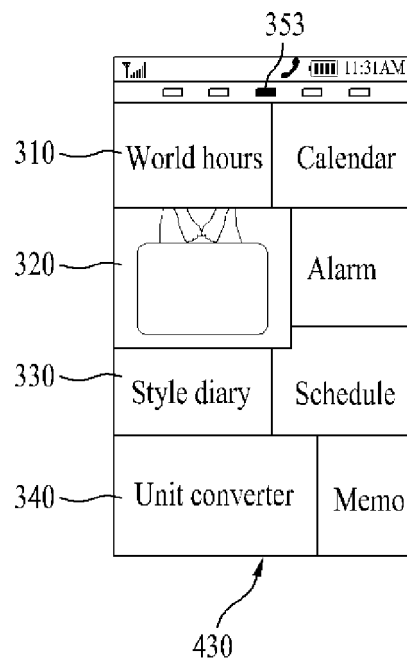 353
11:31AM
310
World hours
Calendar
320
Alarm
330
Style diary
Schedule
340
Unit converter
Memo
430